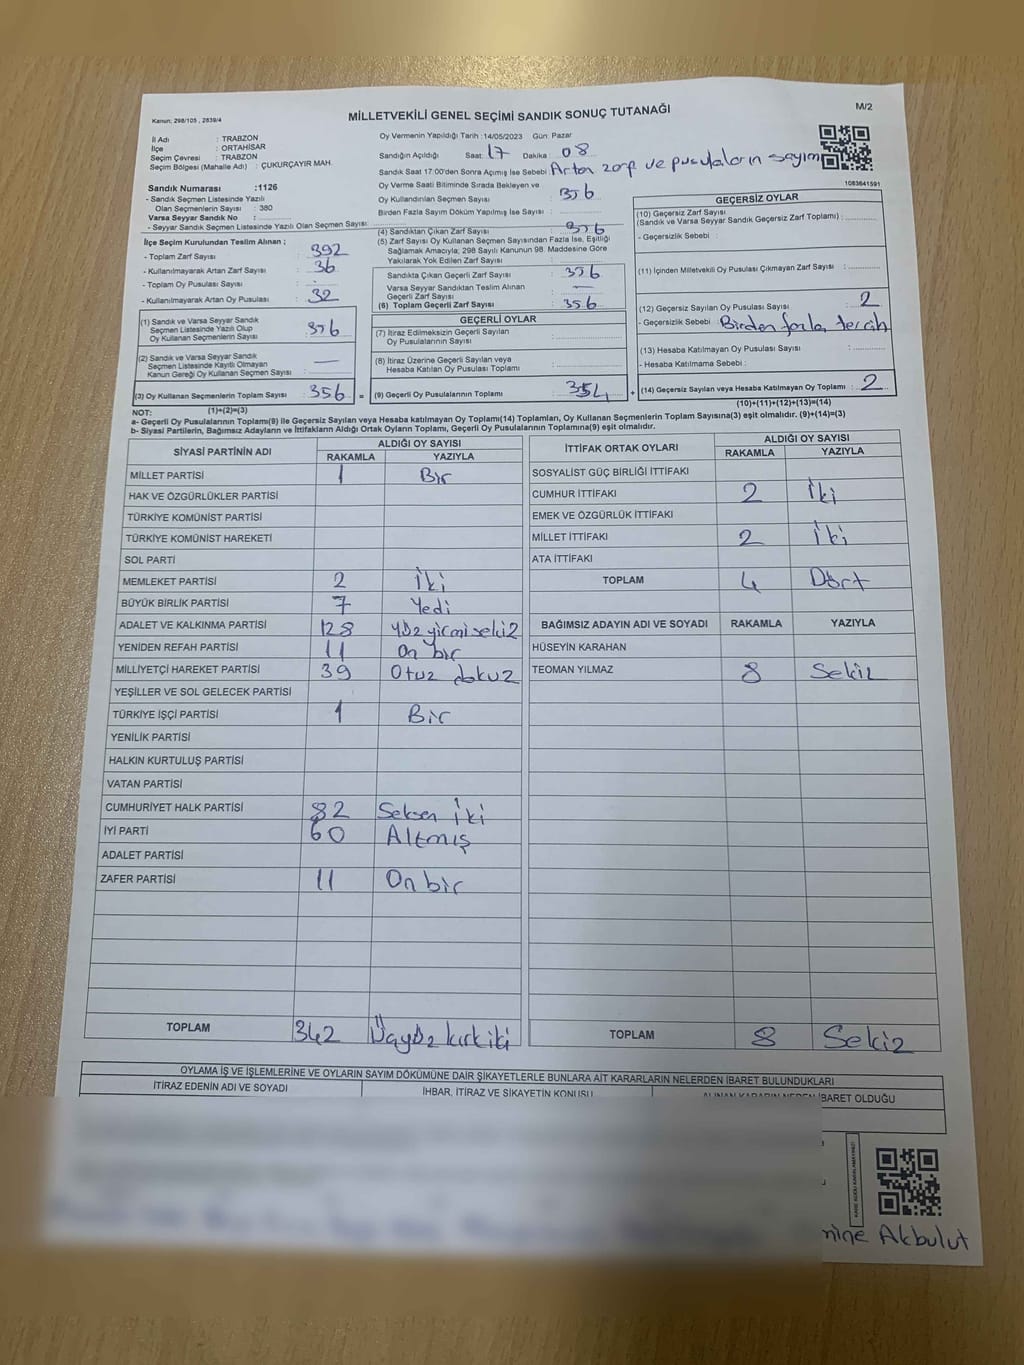 Kanun: 298/105 , 2839/4
MİLLETVEKİLİ GENEL SEÇİMİ SANDIK SONUÇ TUTANAĞI
M/2
İl Adı : TRABZON
İlçe : ORTAHİSAR
Seçim Çevresi : TRABZON
Seçim Bölgesi (Mahalle Adı) : ÇUKURÇAYIR MAH.
Sandık Numarası :1126
- Sandık Seçmen Listesinde Yazılı
Olan Seçmenlerin Sayısı : 380
Varsa Seyyar Sandık No :
- Seyyar Sandık Seçmen Listesinde Yazılı Olan Seçmen Sayısı :
İlçe Seçim Kurulundan Teslim Alınan ;
- Toplam Zarf Sayısı : 392
- Kullanılmayarak Artan Zarf Sayısı : 36
- Toplam Oy Pusulası Sayısı :
- Kullanılmayarak Artan Oy Pusulası : 32
(1) Sandık ve Varsa Seyyar Sandık
Seçmen Listesinde Yazılı Olup
Oy Kullanan Seçmenlerin Sayısı : 356
(2) Sandık ve Varsa Seyyar Sandık
Seçmen Listesinde Kayıtlı Olmayan
Kanun Gereği Oy Kullanan Seçmen Sayısı : —
(3) Oy Kullanan Seçmenlerin Toplam Sayısı : 356 =
(1)+(2)=(3)
Oy Vermenin Yapıldığı Tarih :14/05/2023 Gün: Pazar
Sandığın Açıldığı Saat: 17 Dakika: 08
Sandık Saat 17:00'den Sonra Açımış İse Sebebi: Artan zarf ve pusulaların sayımı
Oy Verme Saati Bitiminde Sırada Bekleyen ve
Oy Kullandırılan Seçmen Sayısı : 356
Birden Fazla Sayım Döküm Yapılmış İse Sayısı :
(4) Sandıktan Çıkan Zarf Sayısı : 356
(5) Zarf Sayısı Oy Kullanan Seçmen Sayısından Fazla İse, Eşitliği
Sağlamak Amacıyla; 298 Sayılı Kanunun 98. Maddesine Göre
Yakılarak Yok Edilen Zarf Sayısı :
Sandıkta Çıkan Geçerli Zarf Sayısı : 356
Varsa Seyyar Sandıktan Teslim Alınan
Geçerli Zarf Sayısı : —
(6) Toplam Geçerli Zarf Sayısı : 356
GEÇERLİ OYLAR
(7) İtiraz Edilmeksizin Geçerli Sayılan
Oy Pusulalarının Sayısı :
(8) İtiraz Üzerine Geçerli Sayılan veya
Hesaba Katılan Oy Pusulası Toplamı :
(9) Geçerli Oy Pusulalarının Toplamı : 354 +
1083641591
GEÇERSİZ OYLAR
(10) Geçersiz Zarf Sayısı
(Sandık ve Varsa Seyyar Sandık Geçersiz Zarf Toplamı) :
- Geçersizlik Sebebi :
(11) İçinden Milletvekili Oy Pusulası Çıkmayan Zarf Sayısı :
(12) Geçersiz Sayılan Oy Pusulası Sayısı : 2
- Geçersizlik Sebebi : Birden fazla tercih
(13) Hesaba Katılmayan Oy Pusulası Sayısı :
- Hesaba Katılmama Sebebi :
(14) Geçersiz Sayılan veya Hesaba Katılmayan Oy Toplamı : 2
(10)+(11)+(12)+(13)=(14)
NOT:
a- Geçerli Oy Pusulasının Toplamı(9) ile Geçersiz Sayılan veya Hesaba katılmayan Oy Toplamı(14) Toplamları, Oy Kullanan Seçmenlerin Toplam Sayısına(3) eşit olmalıdır. (9)+(14)=(3)
b- Siyasi Partilerin, Bağımsız Adayların ve İttifakların Aldığı Oy Toplamı, Geçerli Oy Pusulasının Toplamına(9) eşit olmalıdır.
SİYASİ PARTİNİN ADI ALDIĞI OY SAYISI
RAKAMLA YAZIYLA
MİLLET PARTİSİ 1 Bir
HAK VE ÖZGÜRLÜKLER PARTİSİ
TÜRKİYE KOMÜNİST PARTİSİ
TÜRKİYE KOMÜNİST HAREKETİ
SOL PARTİ
MEMLEKET PARTİSİ 2 İki
BÜYÜK BİRLİK PARTİSİ 7 Yedi
ADALET VE KALKINMA PARTİSİ 128 yüz yirmi sekiz
YENİDEN REFAH PARTİSİ 11 On bir
MİLLİYETÇİ HAREKET PARTİSİ 39 Otuz dokuz
YEŞİLLER VE SOL GELECEK PARTİSİ
TÜRKİYE İŞÇİ PARTİSİ 1 Bir
YENİLİK PARTİSİ
HALKIN KURTULUŞ PARTİSİ
VATAN PARTİSİ
CUMHURİYET HALK PARTİSİ 82 Seksen iki
İYİ PARTİ 60 Altmış
ADALET PARTİSİ
ZAFER PARTİSİ 11 On bir
TOPLAM 342 Üçyüz kırk iki
İTTİFAK ORTAK OYLARI ALDIĞI OY SAYISI
RAKAMLA YAZIYLA
SOSYALİST GÜÇ BİRLİĞİ İTTİFAKI
CUMHUR İTTİFAKI 2 İki
EMEK VE ÖZGÜRLÜK İTTİFAKI
MİLLET İTTİFAKI 2 İki
ATA İTTİFAKI
TOPLAM 4 Dört
BAĞIMSIZ ADAYIN ADI VE SOYADI RAKAMLA YAZIYLA
HÜSEYİN KARAHAN
TEOMAN YILMAZ 8 Sekiz
TOPLAM 8 Sekiz
OYLAMA İŞ VE İŞLEMLERİNE VE OYLARIN SAYIM DÖKÜMÜNE DAİR ŞİKAYETLERLE BUNLARA AİT KARARLARIN NELERDEN İBARET BULUNDUKLARI
İTİRAZ EDENİN ADI VE SOYADI İHBAR, İTİRAZ VE ŞİKAYETİN KONUSU ALINAN KARARIN NEDEN İBARET OLDUĞU
mine Akbulut